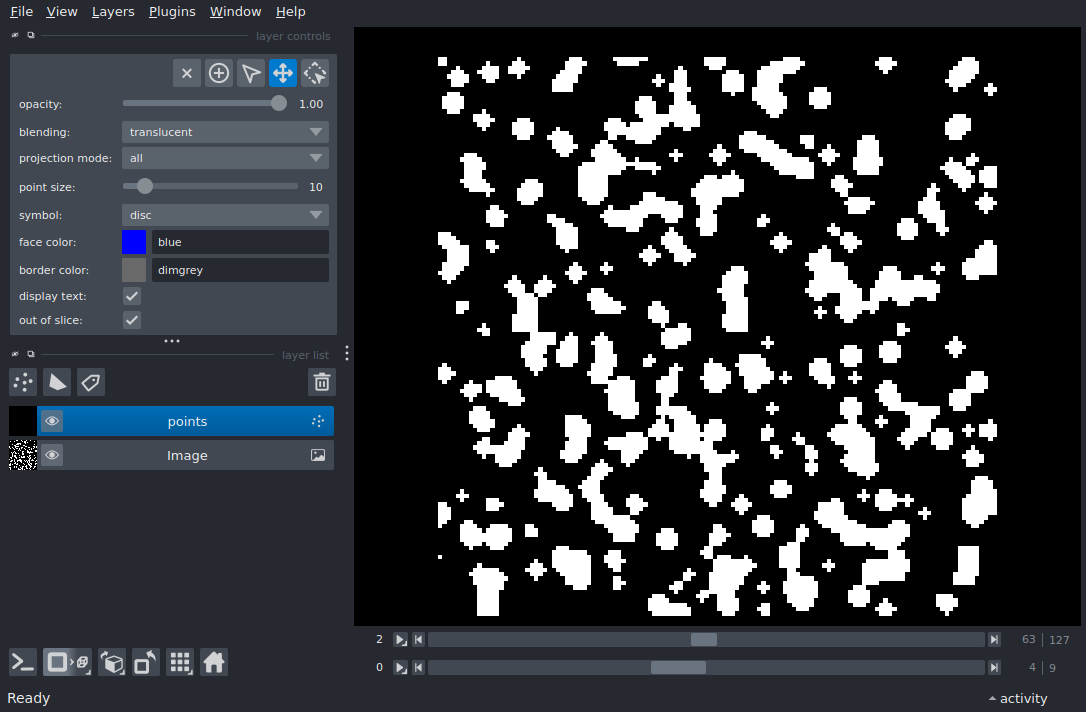 File View Layers Plugins Window Help
layer controls
opacity: 1.00
blending: translucent
projection mode: all
point size: 10
symbol: disc
face color: blue
border color: dimgrey
display text:
out of slice:
layer list
points
Image
2 63 127
0 4 9
Ready activity